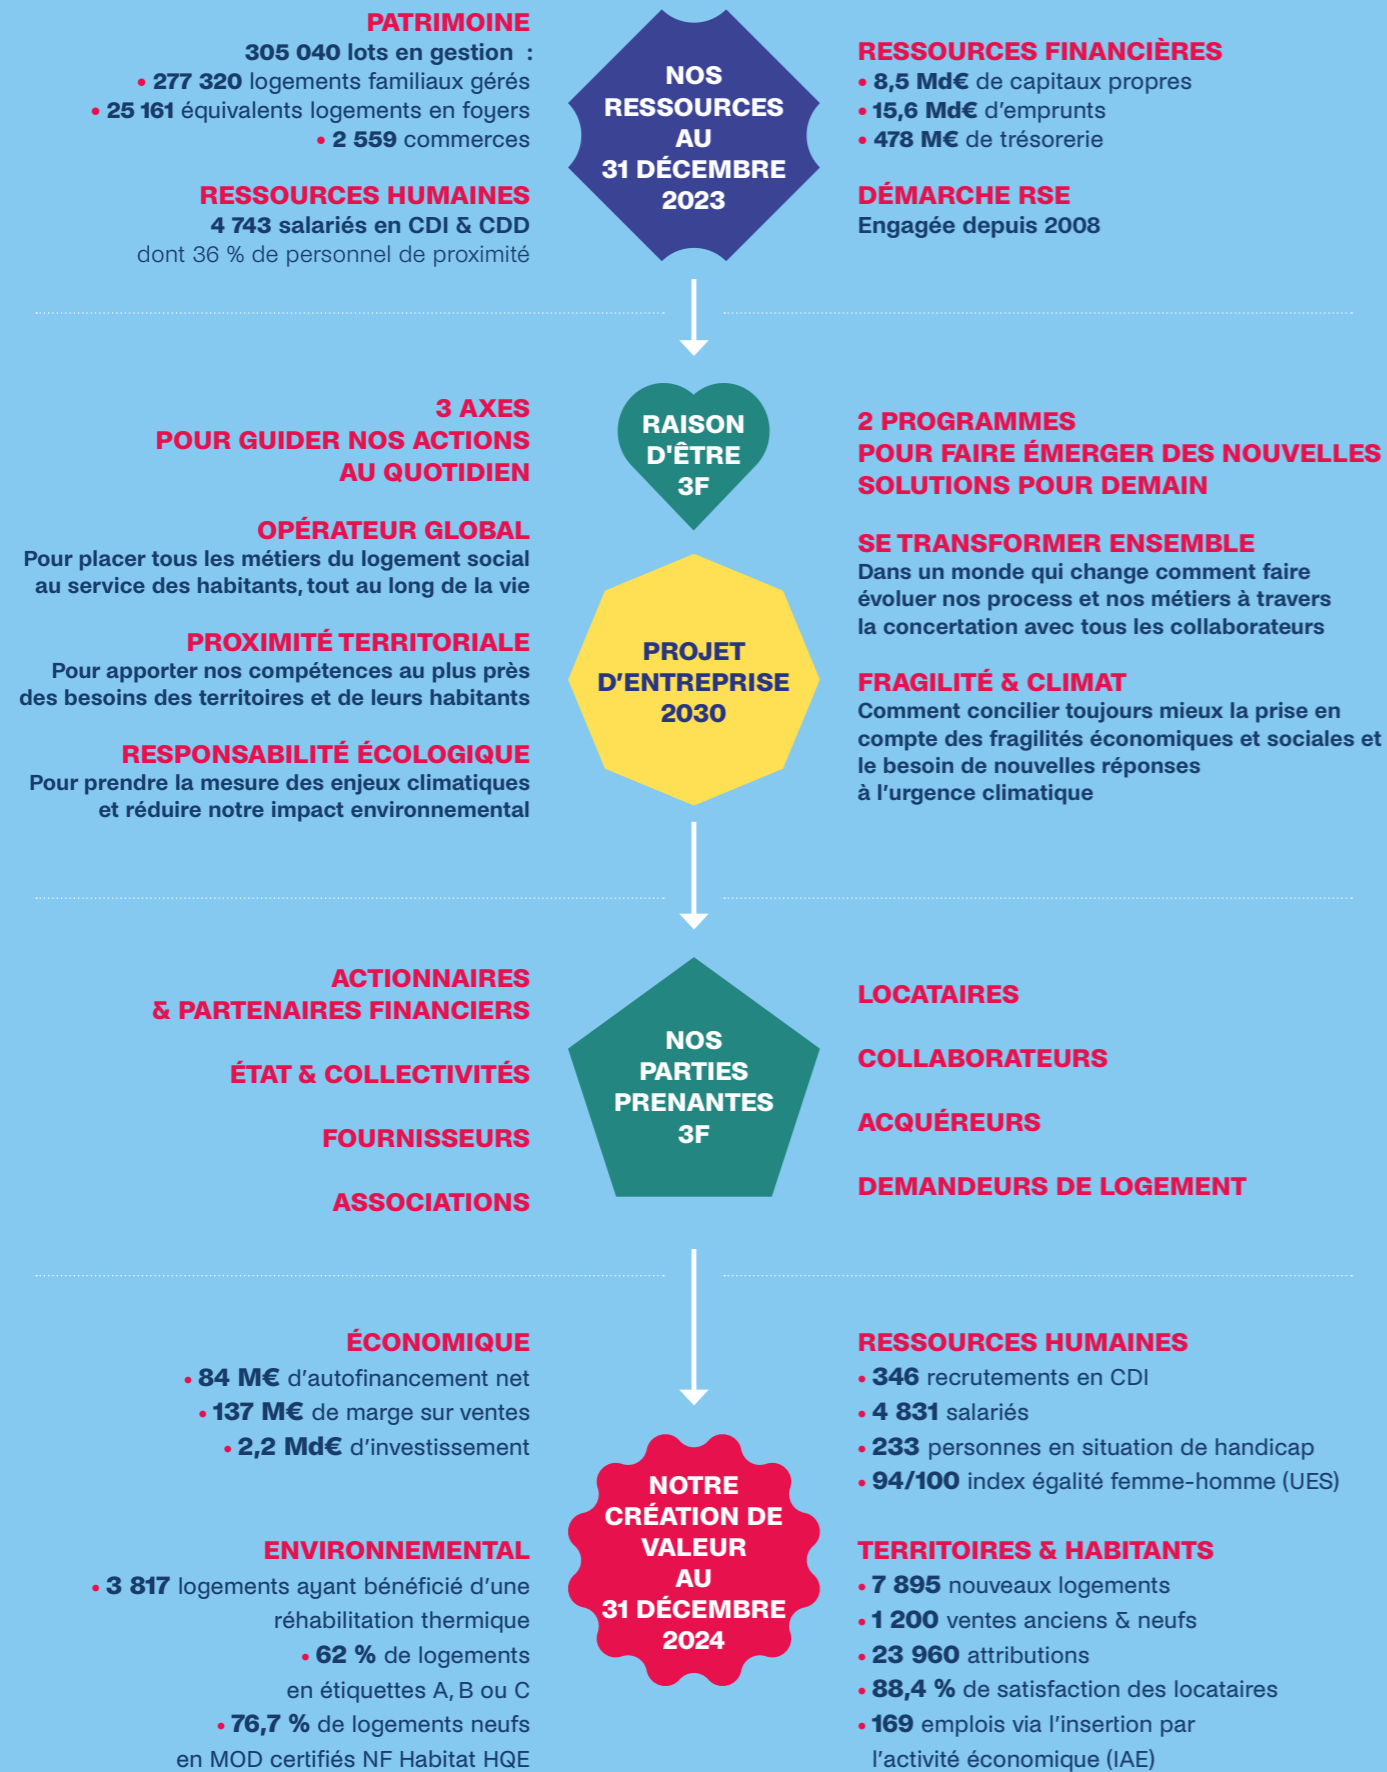 PATRIMOINE
305 040 lots en gestion :
• 277 320 logements familiaux gérés
• 25 161 équivalents logements en foyers
• 2 559 commerces
RESSOURCES HUMAINES
4 743 salariés en CDI & CDD
dont 36 % de personnel de proximité
NOS
RESSOURCES
AU
31 DÉCEMBRE
2023
RESSOURCES FINANCIÈRES
• 8,5 Md€ de capitaux propres
• 15,6 Md€ d'emprunts
• 478 M€ de trésorerie
DÉMARCHE RSE
Engagée depuis 2008
3 AXES
POUR GUIDER NOS ACTIONS
AU QUOTIDIEN
OPÉRATEUR GLOBAL
Pour placer tous les métiers du logement social
au service des habitants, tout au long de la vie
PROXIMITÉ TERRITORIALE
Pour apporter nos compétences au plus près
des besoins des territoires et de leurs habitants
RESPONSABILITÉ ÉCOLOGIQUE
Pour prendre la mesure des enjeux climatiques
et réduire notre impact environnemental
RAISON
D'ÊTRE
3F
PROJET
D’ENTREPRISE
2030
2 PROGRAMMES
POUR FAIRE ÉMERGER DES NOUVELLES
SOLUTIONS POUR DEMAIN
SE TRANSFORMER ENSEMBLE
Dans un monde qui change comment faire
évoluer nos process et nos métiers à travers
la concertation avec tous les collaborateurs
FRAGILITÉ & CLIMAT
Comment concilier toujours mieux la prise en
compte des fragilités économiques et sociales et
le besoin de nouvelles réponses
à l’urgence climatique
ACTIONNAIRES
& PARTENAIRES FINANCIERS
ÉTAT & COLLECTIVITÉS
FOURNISSEURS
ASSOCIATIONS
NOS
PARTIES
PRENANTES
3F
LOCATAIRES
COLLABORATEURS
ACQUÉREURS
DEMANDEURS DE LOGEMENT
ÉCONOMIQUE
• 84 M€ d’autofinancement net
• 137 M€ de marge sur ventes
• 2,2 Md€ d’investissement
ENVIRONNEMENTAL
• 3 817 logements ayant bénéficié d’une
réhabilitation thermique
• 62 % de logements
en étiquettes A, B ou C
• 76,7 % de logements neufs
en MOD certifiés NF Habitat HQE
NOTRE
CRÉATION DE
VALEUR
AU
31 DÉCEMBRE
2024
RESSOURCES HUMAINES
• 346 recrutements en CDI
• 4 831 salariés
• 233 personnes en situation de handicap
• 94/100 index égalité femme-homme (UES)
TERRITOIRES & HABITANTS
• 7 895 nouveaux logements
• 1 200 ventes anciens & neufs
• 23 960 attributions
• 88,4 % de satisfaction des locataires
• 169 emplois via l’insertion par
l’activité économique (IAE)